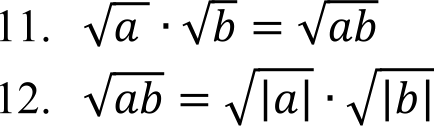 11. √a · √b = √ab
12. √ab = √|a| · √|b|